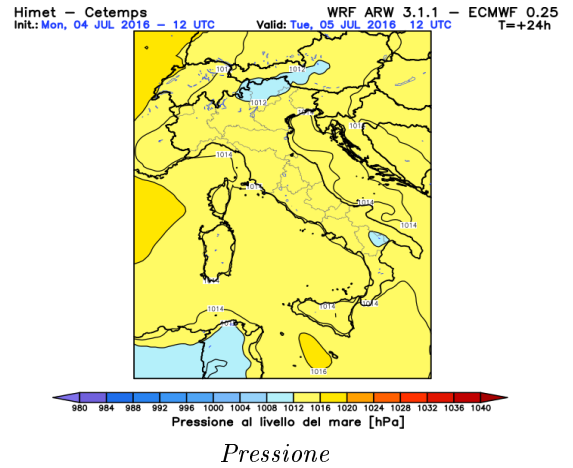 Himet – Cetemps WRF ARW 3.1.1 – ECMWF 0.25
Init.: Mon, 04 JUL 2016 – 12 UTC Valid: Tue, 05 JUL 2016 12 UTC T=+24h
1012
1012
1014
1014
1014
1014
1014
1014
1016
980 984 988 992 996 1000 1004 1008 1012 1016 1020 1024 1028 1032 1036 1040
Pressione al livello del mare [hPa]
Pressione